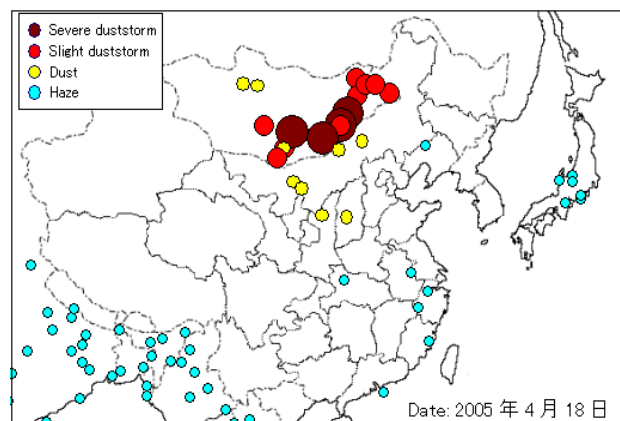 Severe duststorm
Slight duststorm
Dust
Haze
Date: 2005 年 4 月 18 日